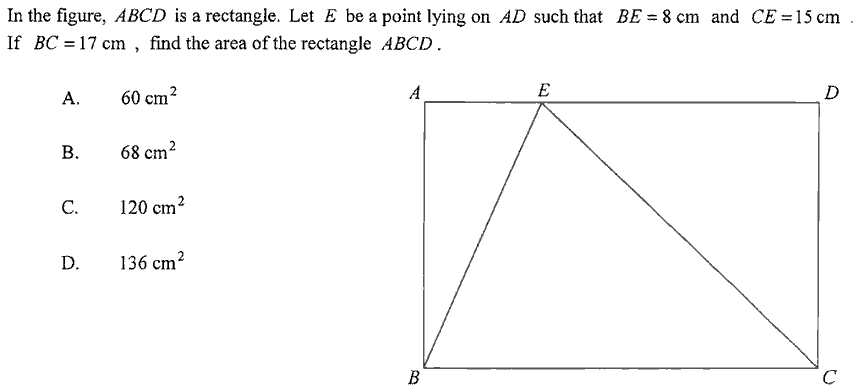 In the figure, ABCD is a rectangle. Let E be a point lying on AD such that BE = 8 cm and CE = 15 cm .
If BC = 17 cm , find the area of the rectangle ABCD .
A. 60 cm²
B. 68 cm²
C. 120 cm²
D. 136 cm²
A E D
B C